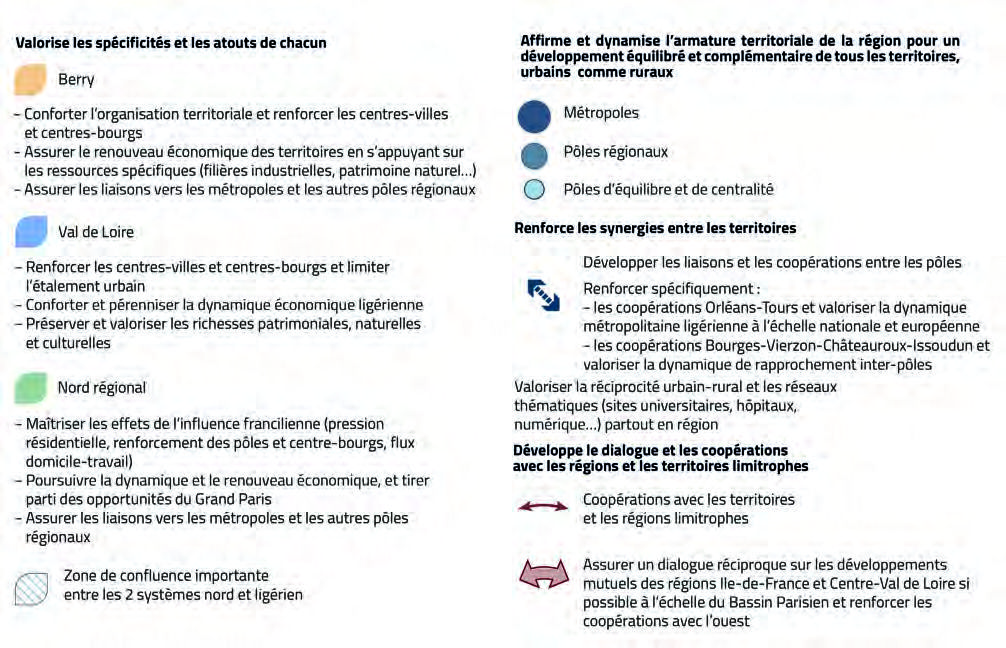 Valorise les spécificités et les atouts de chacun
Berry
– Conforter l'organisation territoriale et renforcer les centres-villes
et centres-bourgs
– Assurer le renouveau économique des territoires en s'appuyant sur
les ressources spécifiques (filières industrielles, patrimoine naturel...)
– Assurer les liaisons vers les métropoles et les autres pôles régionaux
Val de Loire
– Renforcer les centres-villes et centres-bourgs et limiter
l'étalement urbain
– Conforter et pérenniser la dynamique économique ligérienne
– Préserver et valoriser les richesses patrimoniales, naturelles
et culturelles
Nord régional
– Maîtriser les effets de l'influence francilienne (pression
résidentielle, renforcement des pôles et centre-bourgs, flux
domicile-travail)
– Poursuivre la dynamique et le renouveau économique, et tirer
parti des opportunités du Grand Paris
– Assurer les liaisons vers les métropoles et les autres pôles
régionaux
Zone de confluence importante
entre les 2 systèmes nord et ligérien
Affirme et dynamise l'armature territoriale de la région pour un
développement équilibré et complémentaire de tous les territoires,
urbains comme ruraux
Métropoles
Pôles régionaux
Pôles d'équilibre et de centralité
Renforce les synergies entre les territoires
Développer les liaisons et les coopérations entre les pôles
Renforcer spécifiquement :
– les coopérations Orléans-Tours et valoriser la dynamique
métropolitaine ligérienne à l'échelle nationale et européenne
– les coopérations Bourges-Vierzon-Châteauroux-Issoudun et
valoriser la dynamique de rapprochement inter-pôles
Valoriser la réciprocité urbain-rural et les réseaux
thématiques (sites universitaires, hôpitaux,
numérique...) partout en région
Développe le dialogue et les coopérations
avec les régions et les territoires limitrophes
Coopérations avec les territoires
et les régions limitrophes
Assurer un dialogue réciproque sur les développements
mutuels des régions Ile-de-France et Centre-Val de Loire si
possible à l'échelle du Bassin Parisien et renforcer les
coopérations avec l'ouest